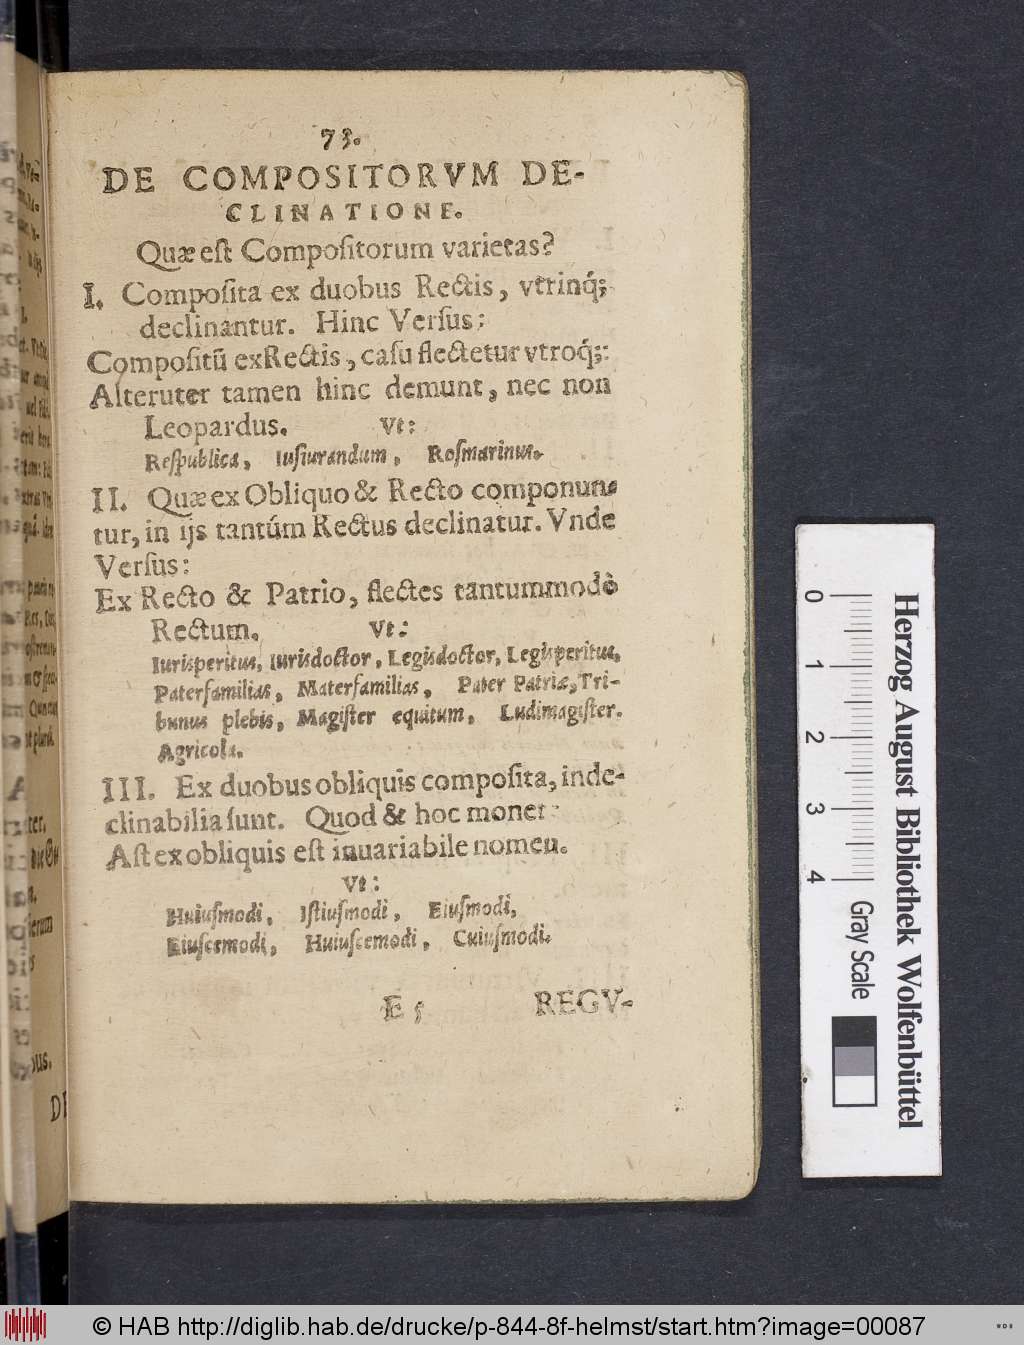 73.
DE COMPOSITORVM DE-
CLINATIONE.
Quæ eſt Compoſitorum varietas?
I. Compoſita ex duobus Rectis, vtrinq́;
declinantur. Hinc Verſus:
Compoſitū ex Rectis, caſu flectetur vtroq́;:
Alteruter tamen hinc demunt, nec non
Leopardus. Vt:
Reſpublica, Iuſiurandum, Roſmarinus.
II. Quæ ex Obliquo & Recto componun-
tur, in ijs tantúm Rectus declinatur. Vnde
Verſus:
Ex Recto & Patrio, flectes tantummodò
Rectum. Vt:
Iurisperitus, Iurisdoctor, Legisdoctor, Legisperitus,
Paterfamilias, Materfamilias, Pater Patriæ, Tri-
bunus plebis, Magiſter equitum, Ludimagiſter.
Agricola.
III. Ex duobus obliquis compoſita, inde-
clinabilia ſunt. Quod & hoc monet:
Aſt ex obliquis eſt inuariabile nomen.
Vt:
Huiuſmodi, Iſtiuſmodi, Eiuſmodi,
Eiuſcemodi, Huiuſcemodi, Cuiuſmodi.
E 5 REGV-
0 1 2 3 4
Herzog August Bibliothek Wolfenbüttel
Gray Scale
© HAB http://diglib.hab.de/drucke/p-844-8f-helmst/start.htm?image=00087